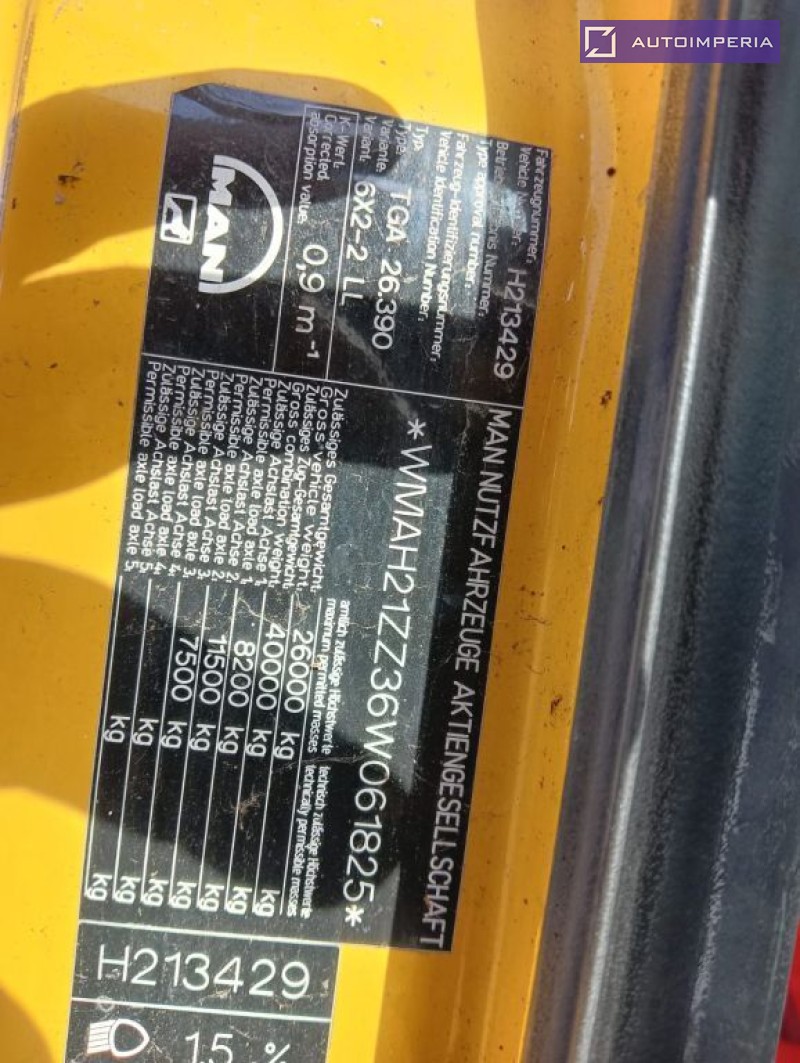 AUTOIMPERIA
Fahrzeugnummer:
Vehicle Number: H213429
Nummer:
Type approval number:
Fahrzeug-Identifizierungsnummer:
Vehicle Identification Number:
MAN NUTZFAHRZEUGE AKTIENGESELLSCHAFT
*WMAH21ZZ36W061825*
Typ.
Type. TGA 26.390
Variante.
Variant. 6X2-2 LL
K-Wert.
Corrected
absorption value. 0,9 m⁻¹
MAN
amtlich zulässige Höchstwerte technisch zulässige Höchstwerte
maximum permitted masses technically permissible masses
Zulässiges Gesamtgewicht.
Gross vehicle weight. 26000 kg kg
Zulässiges Zug-Gesamtgewicht.
Gross combination weight. 40000 kg kg
Zulässige Achslast Achse 1.
Permissible axle load axle 1. 8200 kg kg
Zulässige Achslast Achse 2.
Permissible axle load axle 2. 11500 kg kg
Zulässige Achslast Achse 3.
Permissible axle load axle 3. 7500 kg kg
Zulässige Achslast Achse 4.
Permissible axle load axle 4. kg kg
Zulässige Achslast Achse 5.
Permissible axle load axle 5. kg kg
H213429
1,5 %